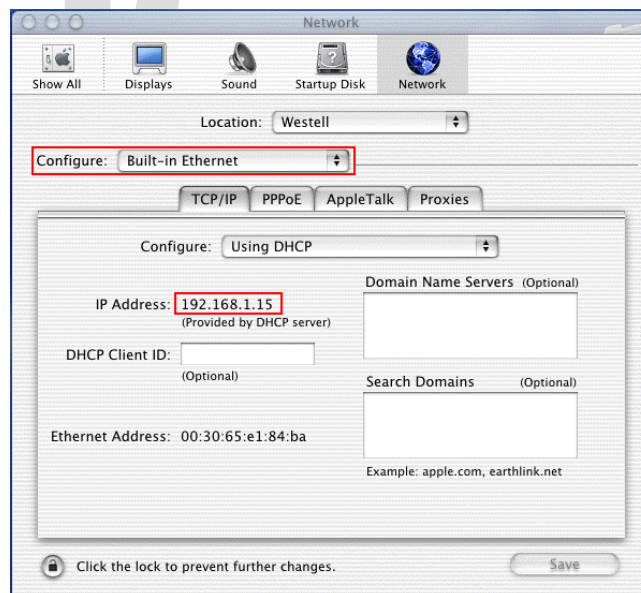 Network
Show All Displays Sound Startup Disk Network
Location: Westell
Configure: Built-in Ethernet
TCP/IP PPPoE AppleTalk Proxies
Configure: Using DHCP
Domain Name Servers (Optional)
IP Address: 192.168.1.15
(Provided by DHCP server)
DHCP Client ID:
(Optional)
Search Domains (Optional)
Ethernet Address: 00:30:65:e1:84:ba
Example: apple.com, earthlink.net
Click the lock to prevent further changes.
Save